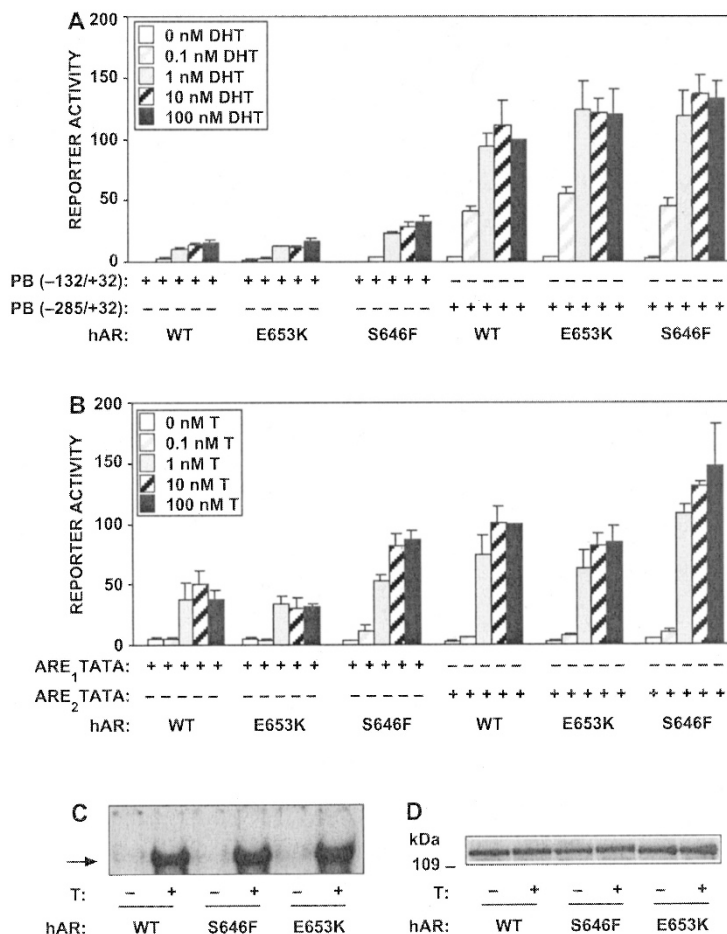 A
200
150
100
50
0
REPORTER ACTIVITY
0 nM DHT
0.1 nM DHT
1 nM DHT
10 nM DHT
100 nM DHT
PB (–132/+32) + + + + + + + + + + + + + + + – – – – – – – – – – – – – – –
PB (–285/+32) – – – – – – – – – – – – – – – + + + + + + + + + + + + + + +
hAR: WT E653K S646F WT E653K S646F
B
200
150
100
50
0
REPORTER ACTIVITY
0 nM T
0.1 nM T
1 nM T
10 nM T
100 nM T
ARE1TATA: + + + + + + + + + + + + + + + – – – – – – – – – – – – – – –
ARE2TATA: – – – – – – – – – – – – – – – + + + + + + + + + + + + + + +
hAR: WT E653K S646F WT E653K S646F
C
T: – + – + – +
hAR: WT S646F E653K
D
kDa
109
T: – + – + – +
hAR: WT S646F E653K